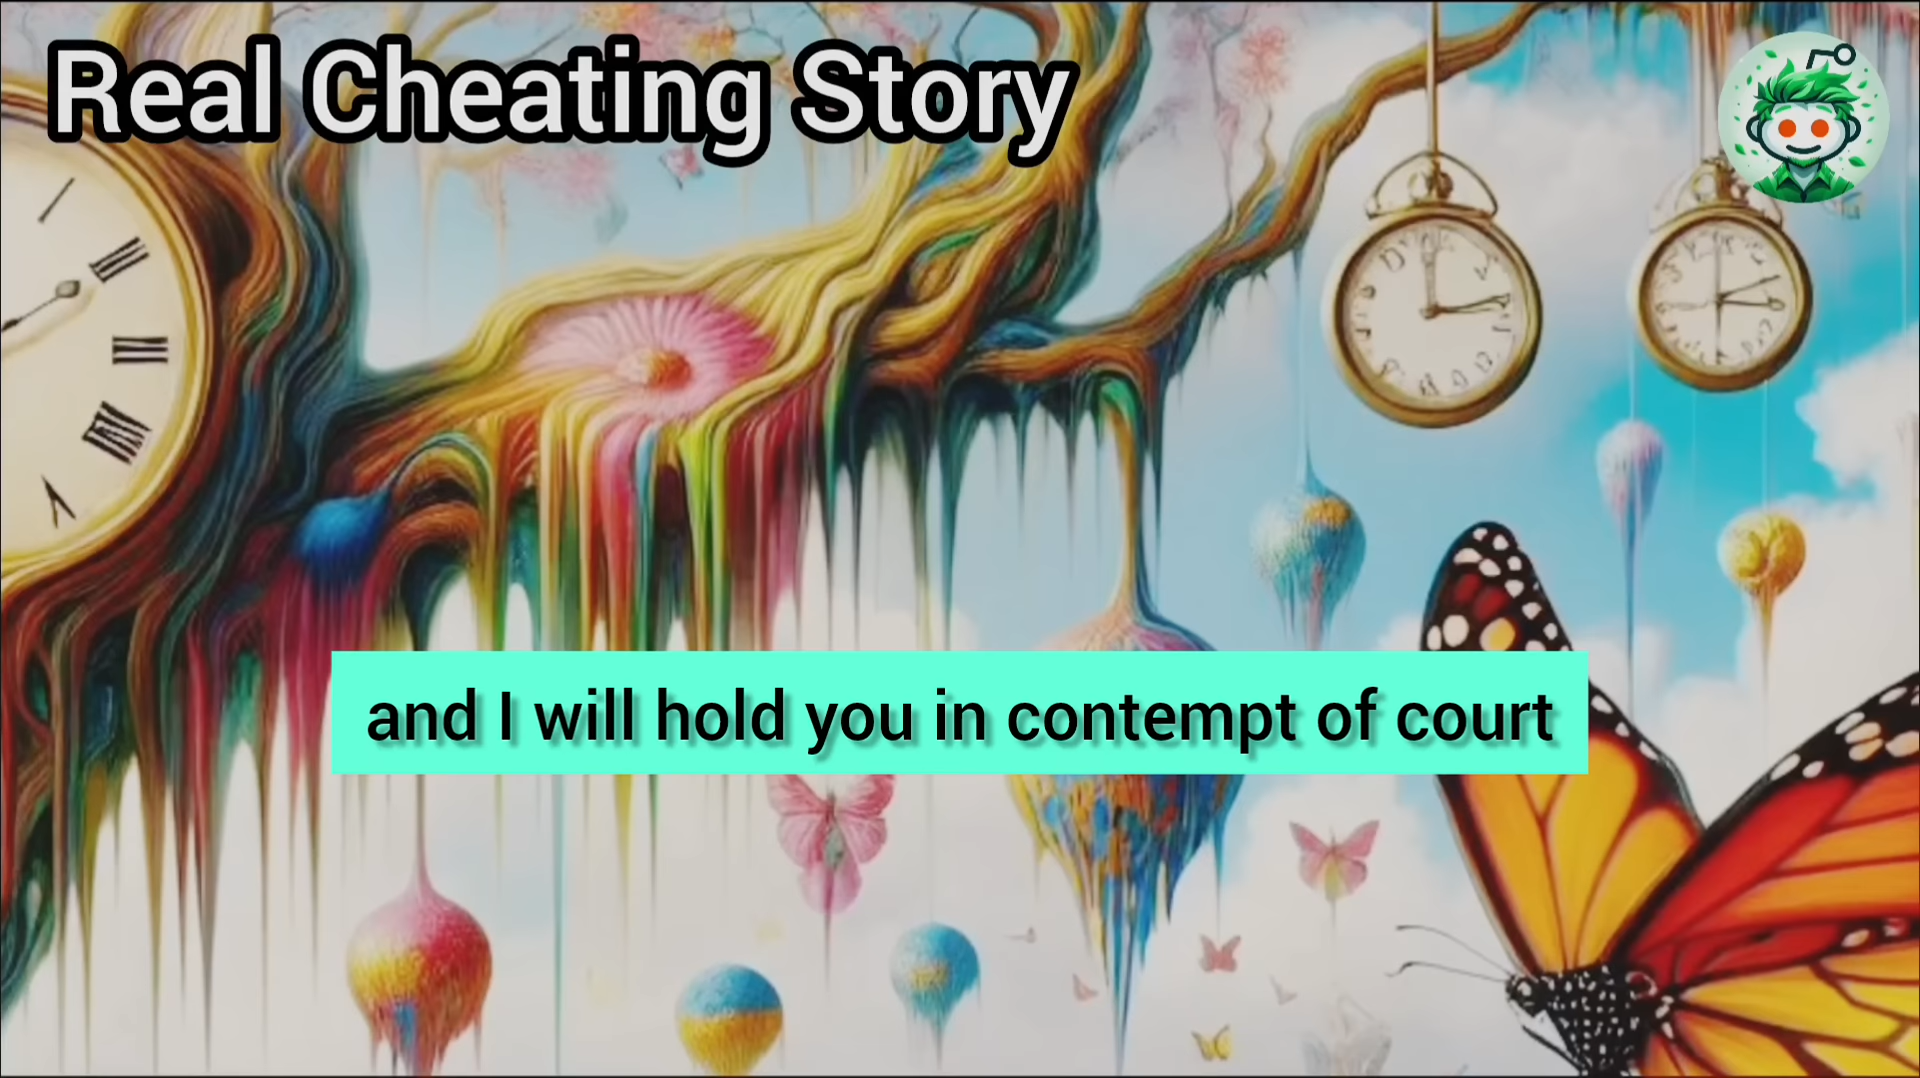 Real Cheating Story
and I will hold you in contempt of court